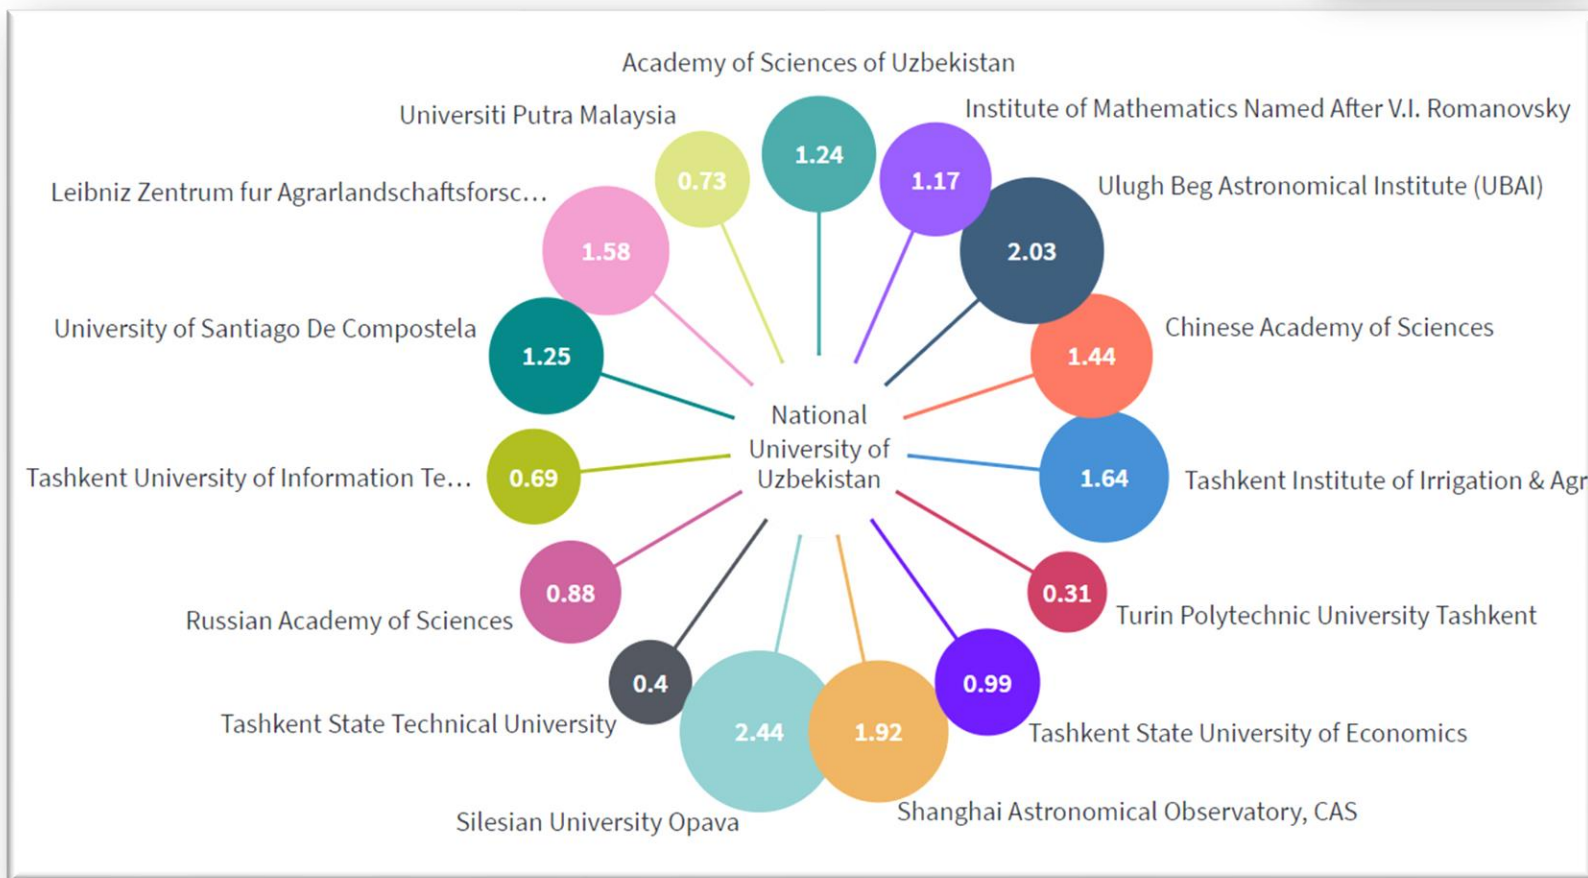 Academy of Sciences of Uzbekistan
1.24
Institute of Mathematics Named After V.I. Romanovsky
1.17
Ulugh Beg Astronomical Institute (UBAI)
2.03
Chinese Academy of Sciences
1.44
Tashkent Institute of Irrigation & Agr
1.64
Turin Polytechnic University Tashkent
0.31
Tashkent State University of Economics
0.99
Shanghai Astronomical Observatory, CAS
1.92
Silesian University Opava
2.44
Tashkent State Technical University
0.4
Russian Academy of Sciences
0.88
Tashkent University of Information Te...
0.69
University of Santiago De Compostela
1.25
Leibniz Zentrum fur Agrarlandschaftsforsc...
1.58
Universiti Putra Malaysia
0.73
National
University of
Uzbekistan